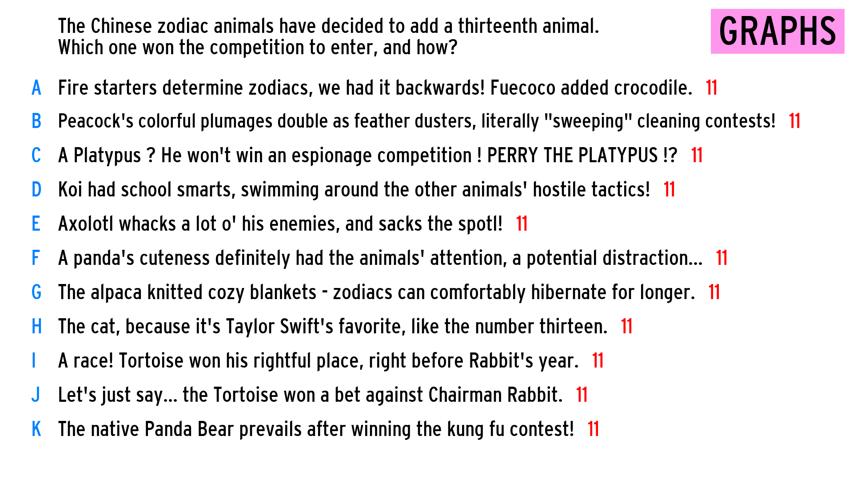 The Chinese zodiac animals have decided to add a thirteenth animal.
Which one won the competition to enter, and how?
GRAPHS
A Fire starters determine zodiacs, we had it backwards! Fuecoco added crocodile. 11
B Peacock's colorful plumages double as feather dusters, literally "sweeping" cleaning contests! 11
C A Platypus ? He won't win an espionage competition ! PERRY THE PLATYPUS !? 11
D Koi had school smarts, swimming around the other animals' hostile tactics! 11
E Axolotl whacks a lot o' his enemies, and sacks the spotl! 11
F A panda's cuteness definitely had the animals' attention, a potential distraction... 11
G The alpaca knitted cozy blankets - zodiacs can comfortably hibernate for longer. 11
H The cat, because it's Taylor Swift's favorite, like the number thirteen. 11
I A race! Tortoise won his rightful place, right before Rabbit's year. 11
J Let's just say... the Tortoise won a bet against Chairman Rabbit. 11
K The native Panda Bear prevails after winning the kung fu contest! 11